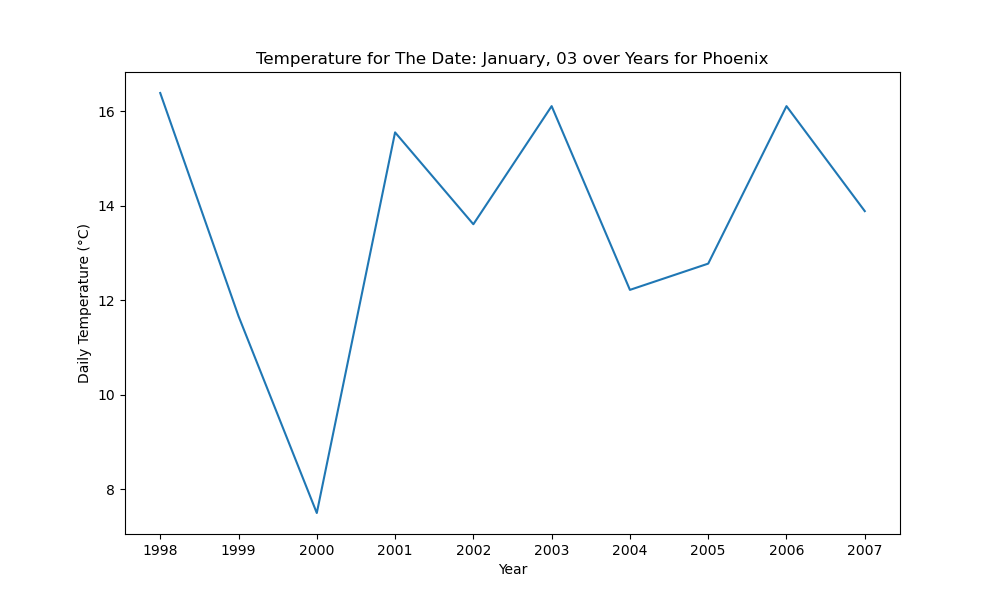 Temperature for The Date: January, 03 over Years for Phoenix
Daily Temperature (°C)
16
14
12
10
8
1998 1999 2000 2001 2002 2003 2004 2005 2006 2007
Year